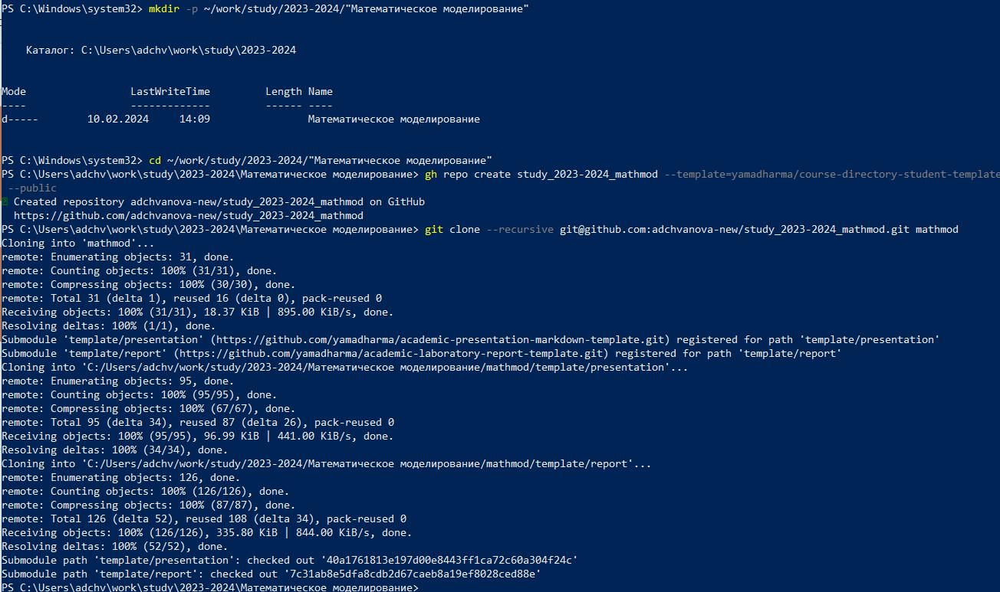 PS C:\Windows\system32> mkdir -p ~/work/study/2023-2024/"Математическое моделирование"
Каталог: C:\Users\adchv\work\study\2023-2024
Mode LastWriteTime Length Name
---- ------------- ------ ----
d----- 10.02.2024 14:09 Математическое моделирование
PS C:\Windows\system32> cd ~/work/study/2023-2024/"Математическое моделирование"
PS C:\Users\adchv\work\study\2023-2024\Математическое моделирование> gh repo create study_2023-2024_mathmod --template=yamadharma/course-directory-student-template
--public
Created repository adchvanova-new/study_2023-2024_mathmod on GitHub
https://github.com/adchvanova-new/study_2023-2024_mathmod
PS C:\Users\adchv\work\study\2023-2024\Математическое моделирование> git clone --recursive git@github.com:adchvanova-new/study_2023-2024_mathmod.git mathmod
Cloning into 'mathmod'...
remote: Enumerating objects: 31, done.
remote: Counting objects: 100% (31/31), done.
remote: Compressing objects: 100% (30/30), done.
remote: Total 31 (delta 1), reused 16 (delta 0), pack-reused 0
Receiving objects: 100% (31/31), 18.37 KiB | 895.00 KiB/s, done.
Resolving deltas: 100% (1/1), done.
Submodule 'template/presentation' (https://github.com/yamadharma/academic-presentation-markdown-template.git) registered for path 'template/presentation'
Submodule 'template/report' (https://github.com/yamadharma/academic-laboratory-report-template.git) registered for path 'template/report'
Cloning into 'C:/Users/adchv/work/study/2023-2024/Математическое моделирование/mathmod/template/presentation'...
remote: Enumerating objects: 95, done.
remote: Counting objects: 100% (95/95), done.
remote: Compressing objects: 100% (67/67), done.
remote: Total 95 (delta 34), reused 87 (delta 26), pack-reused 0
Receiving objects: 100% (95/95), 96.99 KiB | 441.00 KiB/s, done.
Resolving deltas: 100% (34/34), done.
Cloning into 'C:/Users/adchv/work/study/2023-2024/Математическое моделирование/mathmod/template/report'...
remote: Enumerating objects: 126, done.
remote: Counting objects: 100% (126/126), done.
remote: Compressing objects: 100% (87/87), done.
remote: Total 126 (delta 52), reused 108 (delta 34), pack-reused 0
Receiving objects: 100% (126/126), 335.80 KiB | 844.00 KiB/s, done.
Resolving deltas: 100% (52/52), done.
Submodule path 'template/presentation': checked out '40a1761813e197d00e8443ff1ca72c60a304f24c'
Submodule path 'template/report': checked out '7c31ab8e5dfa8cdb2d67caeb8a19ef8028ced88e'
PS C:\Users\adchv\work\study\2023-2024\Математическое моделирование>